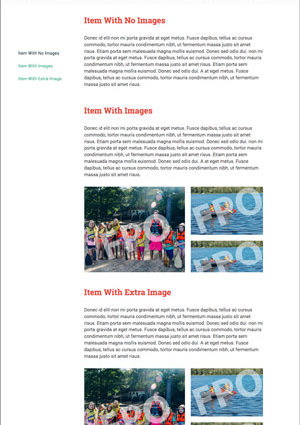 Item With No Images
Item With Images
Item With Extra Image
Item With No Images
Donec id elit non mi porta gravida at eget metus. Fusce dapibus, tellus ac cursus
commodo, tortor mauris condimentum nibh, ut fermentum massa justo sit amet
risus. Etiam porta sem malesuada magna mollis euismod. Donec sed odio dui. non mi
porta gravida at eget metus. Fusce dapibus, tellus ac cursus commodo, tortor mauris
condimentum nibh, ut fermentum massa justo sit amet risus. Etiam porta sem
malesuada magna mollis euismod. Donec sed odio dui. A at eget metus. Fusce
dapibus, tellus ac cursus commodo, tortor mauris condimentum nibh, ut fermentum
massa justo sit amet risus.
Item With Images
Donec id elit non mi porta gravida at eget metus. Fusce dapibus, tellus ac cursus
commodo, tortor mauris condimentum nibh, ut fermentum massa justo sit amet
risus. Etiam porta sem malesuada magna mollis euismod. Donec sed odio dui. non mi
porta gravida at eget metus. Fusce dapibus, tellus ac cursus commodo, tortor mauris
condimentum nibh, ut fermentum massa justo sit amet risus. Etiam porta sem
malesuada magna mollis euismod. Donec sed odio dui. A at eget metus. Fusce
dapibus, tellus ac cursus commodo, tortor mauris condimentum nibh, ut fermentum
massa justo sit amet risus.
Item With Extra Image
Donec id elit non mi porta gravida at eget metus. Fusce dapibus, tellus ac cursus
commodo, tortor mauris condimentum nibh, ut fermentum massa justo sit amet
risus. Etiam porta sem malesuada magna mollis euismod. Donec sed odio dui. non mi
porta gravida at eget metus. Fusce dapibus, tellus ac cursus commodo, tortor mauris
condimentum nibh, ut fermentum massa justo sit amet risus. Etiam porta sem
malesuada magna mollis euismod. Donec sed odio dui. A at eget metus. Fusce
dapibus, tellus ac cursus commodo, tortor mauris condimentum nibh, ut fermentum
massa justo sit amet risus.